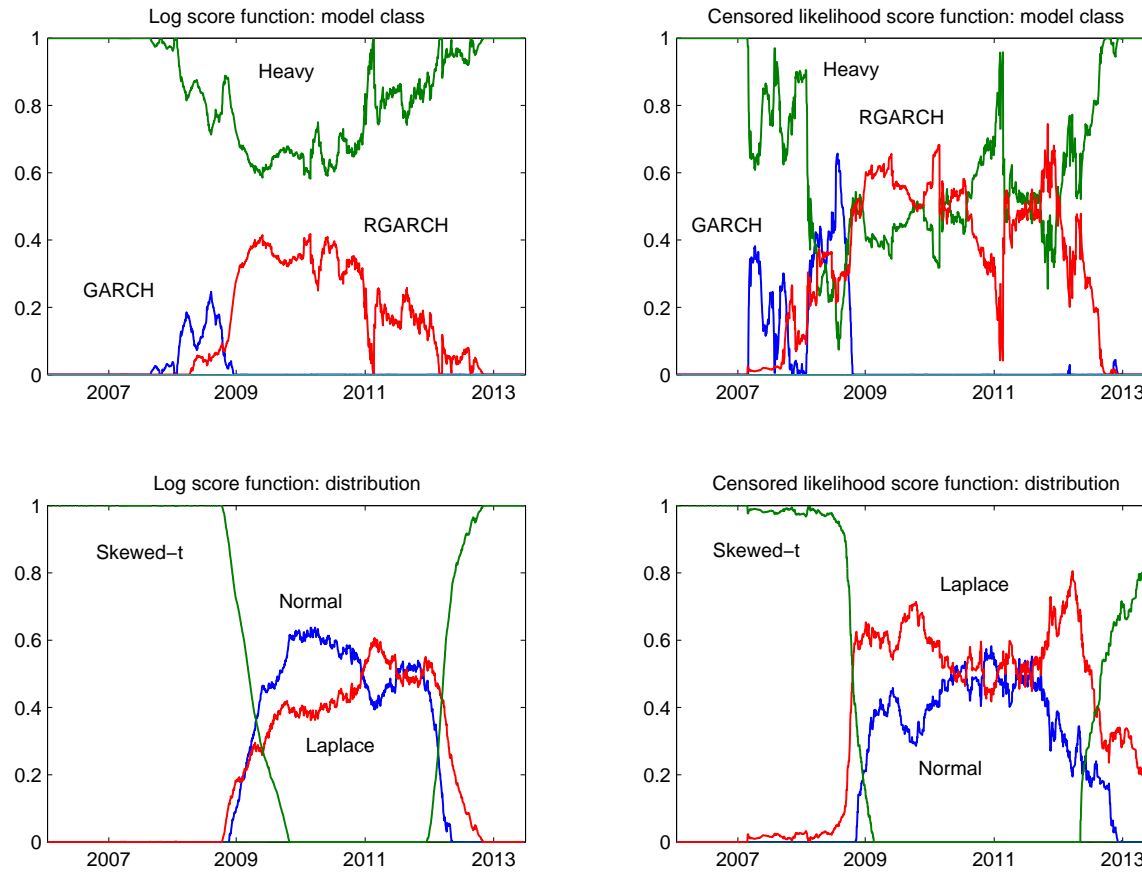 Log score function: model class
1
0.8
0.6
0.4
0.2
0
Heavy
RGARCH
GARCH
2007 2009 2011 2013
Censored likelihood score function: model class
1
0.8
0.6
0.4
0.2
0
Heavy
RGARCH
GARCH
2007 2009 2011 2013
Log score function: distribution
1
0.8
0.6
0.4
0.2
0
Skewed−t
Normal
Laplace
2007 2009 2011 2013
Censored likelihood score function: distribution
1
0.8
0.6
0.4
0.2
0
Skewed−t
Laplace
Normal
2007 2009 2011 2013